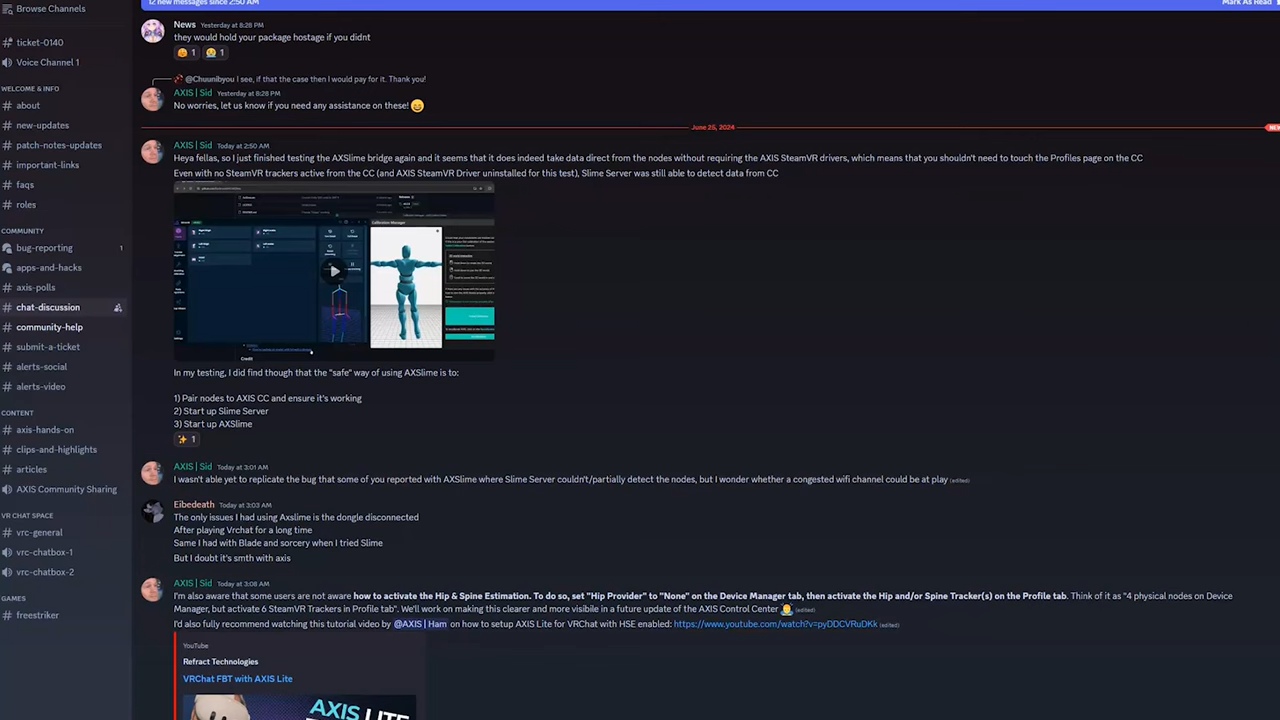 Browse Channels
ticket-0140
Voice Channel 1
WELCOME & INFO
about
new-updates
patch-notes-updates
important-links
faqs
roles
COMMUNITY
bug-reporting 1
apps-and-hacks
axis-polls
chat-discussion
community-help
submit-a-ticket
alerts-social
alerts-video
CONTENT
axis-hands-on
clips-and-highlights
articles
AXIS Community Sharing
VR CHAT SPACE
vrc-general
vrc-chatbox-1
vrc-chatbox-2
GAMES
freestriker
12 new messages since 2:50 AM
Mark As Read
News Yesterday at 8:28 PM
they would hold your package hostage if you didnt
1 1
@Chuunibyou I see, if that the case then I would pay for it. Thank you!
AXIS | Sid Yesterday at 8:28 PM
No worries, let us know if you need any assistance on these!
June 25, 2024
AXIS | Sid Today at 2:50 AM
Heya fellas, so I just finished testing the AXSlime bridge again and it seems that it does indeed take data direct from the nodes without requiring the AXIS SteamVR drivers, which means that you shouldn't need to touch the Profiles page on the CC
Even with no SteamVR trackers active from the CC (and AXIS SteamVR Driver uninstalled for this test), Slime Server was still able to detect data from CC
Calibration Manager
Credit
In my testing, I did find though that the "safe" way of using AXSlime is to:
1) Pair nodes to AXIS CC and ensure it's working
2) Start up Slime Server
3) Start up AXSlime
1
AXIS | Sid Today at 3:01 AM
I wasn't able yet to replicate the bug that some of you reported with AXSlime where Slime Server couldn't/partially detect the nodes, but I wonder whether a congested wifi channel could be at play (edited)
Eibedeath Today at 3:03 AM
The only issues I had using Axslime is the dongle disconnected
After playing Vrchat for a long time
Same I had with Blade and sorcery when I tried Slime
But I doubt it's smth with axis
AXIS | Sid Today at 3:08 AM
I'm also aware that some users are not aware how to activate the Hip & Spine Estimation. To do so, set "Hip Provider" to "None" on the Device Manager tab, then activate the Hip and/or Spine Tracker(s) on the Profile tab. Think of it as "4 physical nodes on Device
Manager, but activate 6 SteamVR Trackers in Profile tab". We'll work on making this clearer and more visibile in a future update of the AXIS Control Center (edited)
I'd also fully recommend watching this tutorial video by @AXIS | Ham on how to setup AXIS Lite for VRChat with HSE enabled: https://www.youtube.com/watch?v=pyDDCVRuDKk (edited)
YouTube
Refract Technologies
VRChat FBT with AXIS Lite
AXIS LITE